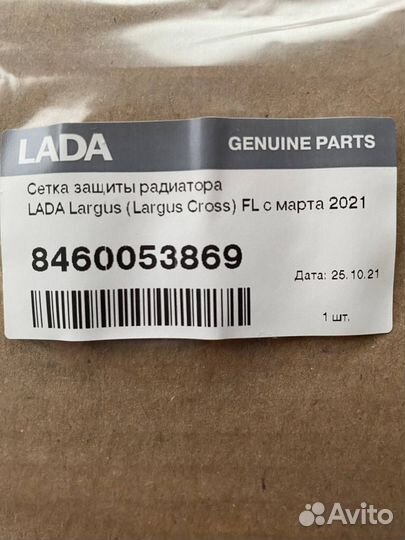 LADA
GENUINE PARTS
Сетка защиты радиатора
LADA Largus (Largus Cross) FL с марта 2021
8460053869
Дата: 25.10.21
1 шт.
Avito